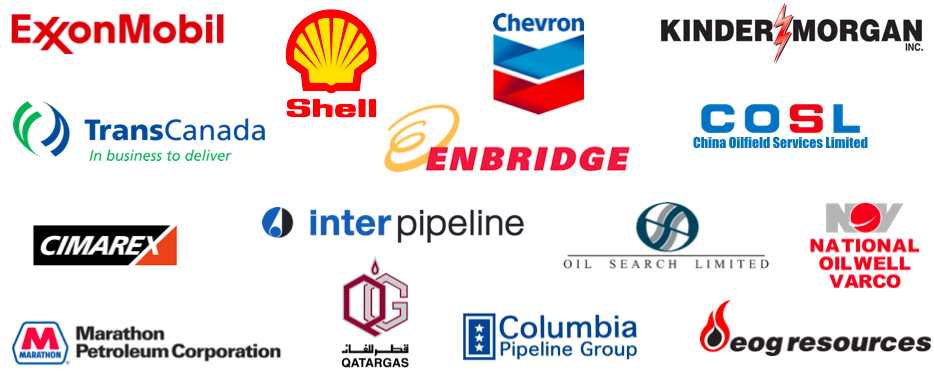 ExxonMobil
Shell
Chevron
KINDER MORGAN
INC.
TransCanada
In business to deliver
ENBRIDGE
COSL
China Oilfield Services Limited
CIMAREX
inter pipeline
OIL SEARCH LIMITED
NOV
NATIONAL
OILWELL
VARCO
M
MARATHON
Marathon
Petroleum Corporation
QG
قطر للغاز
QATARGAS
Columbia
Pipeline Group
eog resources